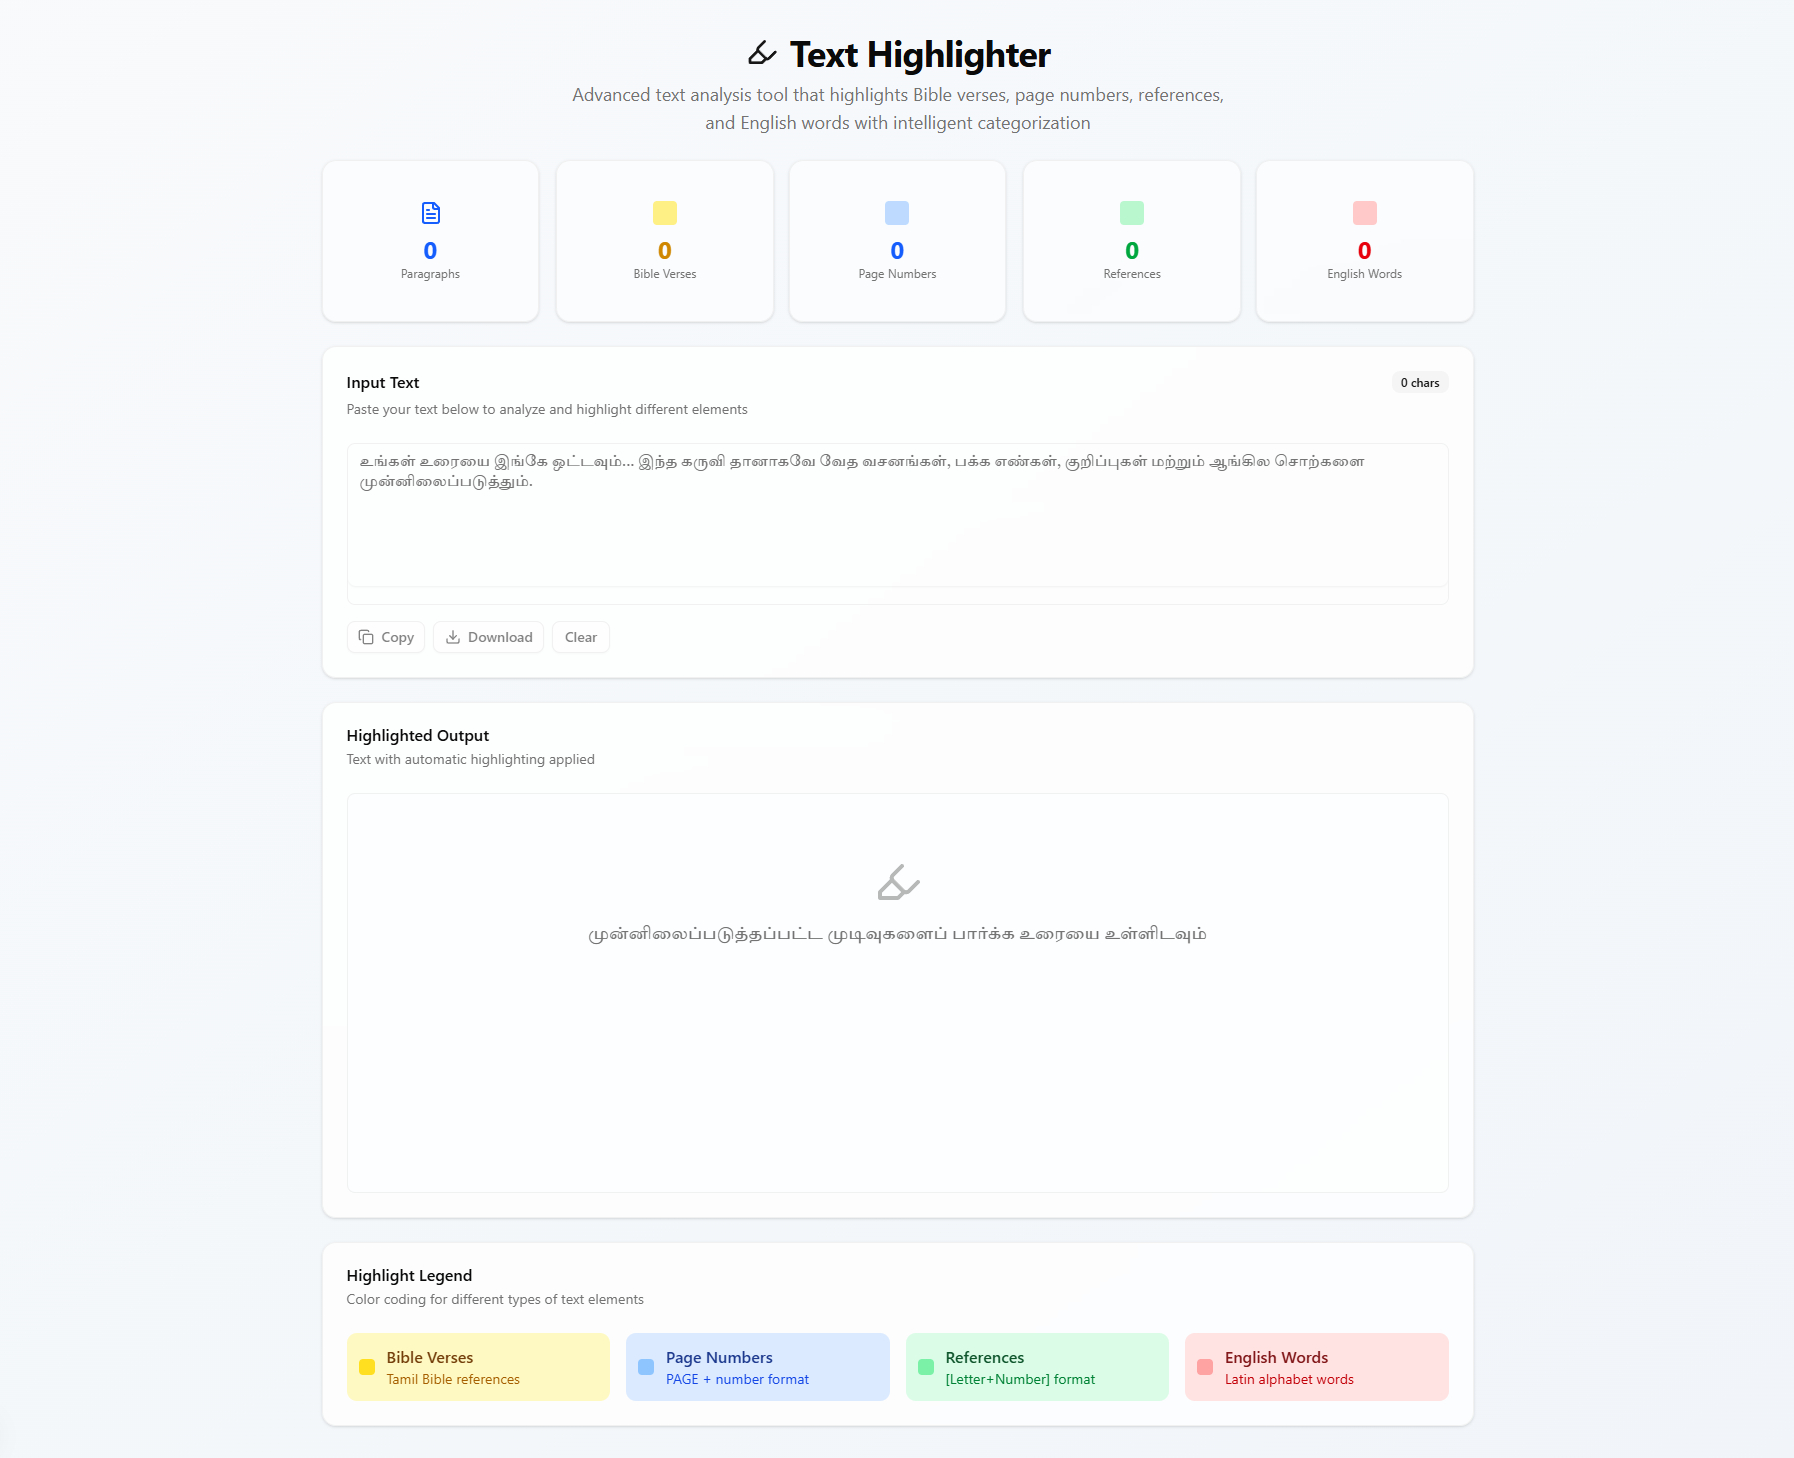 Text Highlighter
Advanced text analysis tool that highlights Bible verses, page numbers, references,
and English words with intelligent categorization
0
Paragraphs
0
Bible Verses
0
Page Numbers
0
References
0
English Words
Input Text
0 chars
Paste your text below to analyze and highlight different elements
உங்கள் உரையை இங்கே ஒட்டவும்... இந்த கருவி தானாகவே வேத வசனங்கள், பக்க எண்கள், குறிப்புகள் மற்றும் ஆங்கில சொற்களை
முன்னிலைப்படுத்தும்.
Copy
Download
Clear
Highlighted Output
Text with automatic highlighting applied
முன்னிலைப்படுத்தப்பட்ட முடிவுகளைப் பார்க்க உரையை உள்ளிடவும்
Highlight Legend
Color coding for different types of text elements
Bible Verses
Tamil Bible references
Page Numbers
PAGE + number format
References
[Letter+Number] format
English Words
Latin alphabet words